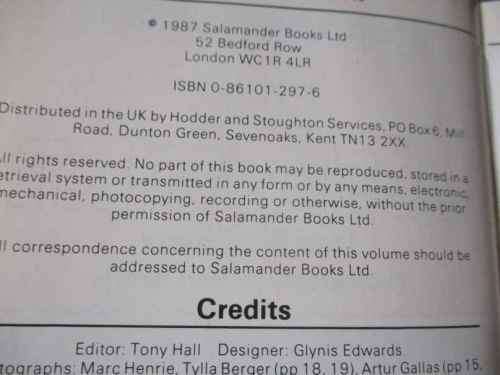 © 1987 Salamander Books Ltd
52 Bedford Row
London WC1R 4LR
ISBN 0-86101-297-6
Distributed in the UK by Hodder and Stoughton Services, PO Box 6, Mill
Road, Dunton Green, Sevenoaks, Kent TN13 2XX.
All rights reserved. No part of this book may be reproduced, stored in a
retrieval system or transmitted in any form or by any means, electronic,
mechanical, photocopying, recording or otherwise, without the prior
permission of Salamander Books Ltd.
ll correspondence concerning the content of this volume should be
addressed to Salamander Books Ltd.
Credits
Editor: Tony Hall Designer: Glynis Edwards
tographs: Marc Henrie, Tylla Berger (pp 18, 19), Artur Gallas (pp 15,